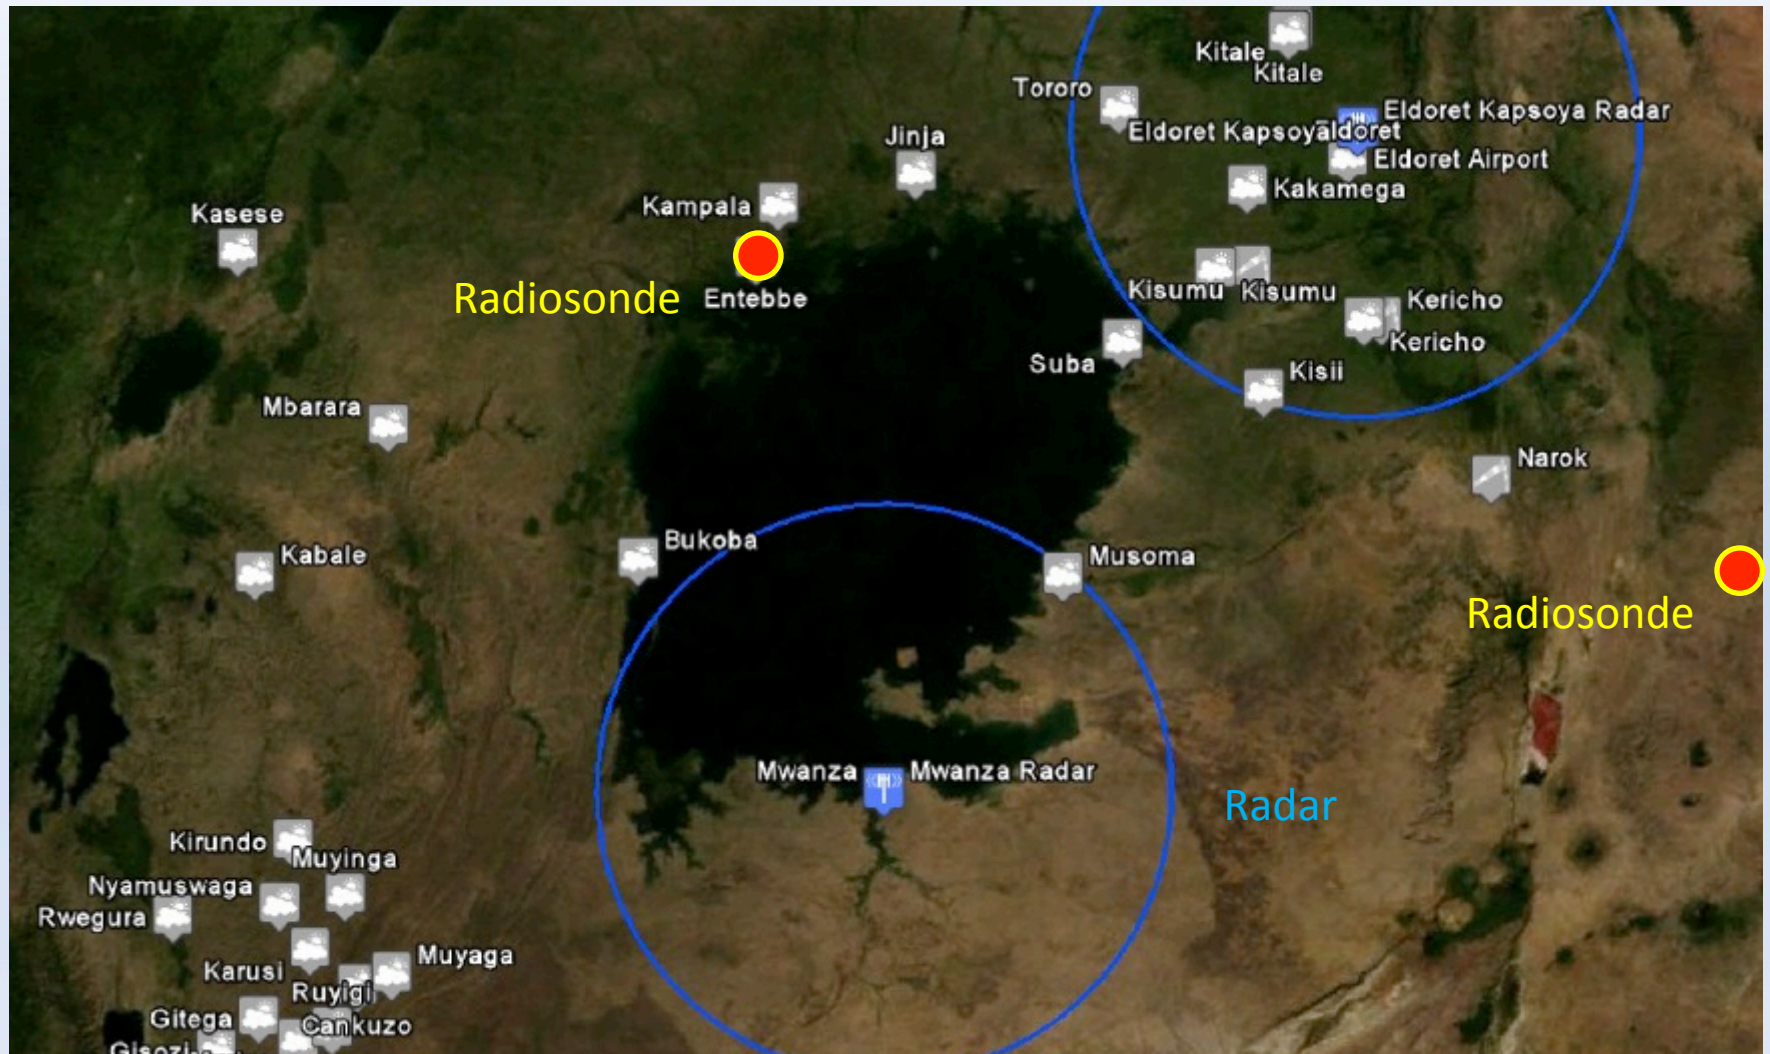 Kitale
Kitale
Tororo
Eldoret Kapsoya Radar
Eldoret Kapsoya
Eldoret
Eldoret Airport
Jinja
Kakamega
Kampala
Kasese
Radiosonde
Entebbe
Kisumu
Kisumu
Kericho
Kericho
Suba
Kisii
Mbarara
Narok
Bukoba
Musoma
Kabale
Radiosonde
Mwanza
Mwanza Radar
Radar
Kirundo
Muyinga
Nyamuswaga
Rwegura
Muyaga
Karusi
Ruyigi
Gitega
Cankuzo
Gisozi